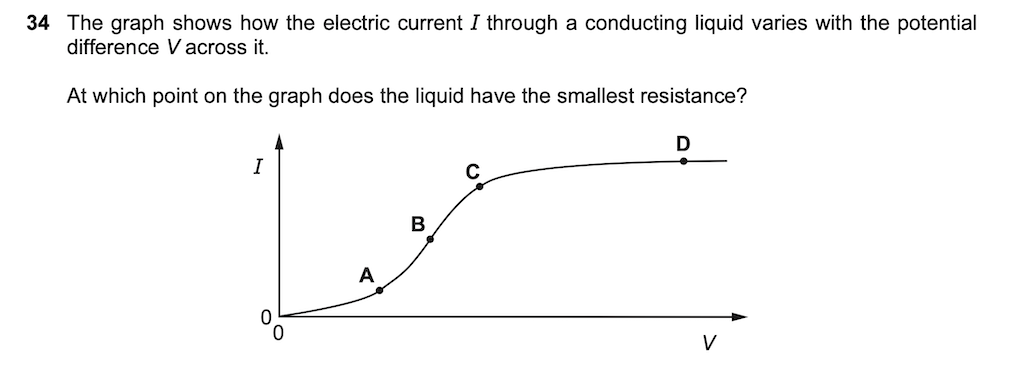 34 The graph shows how the electric current I through a conducting liquid varies with the potential
difference V across it.
At which point on the graph does the liquid have the smallest resistance?
D
I
C
B
A
0
0
V